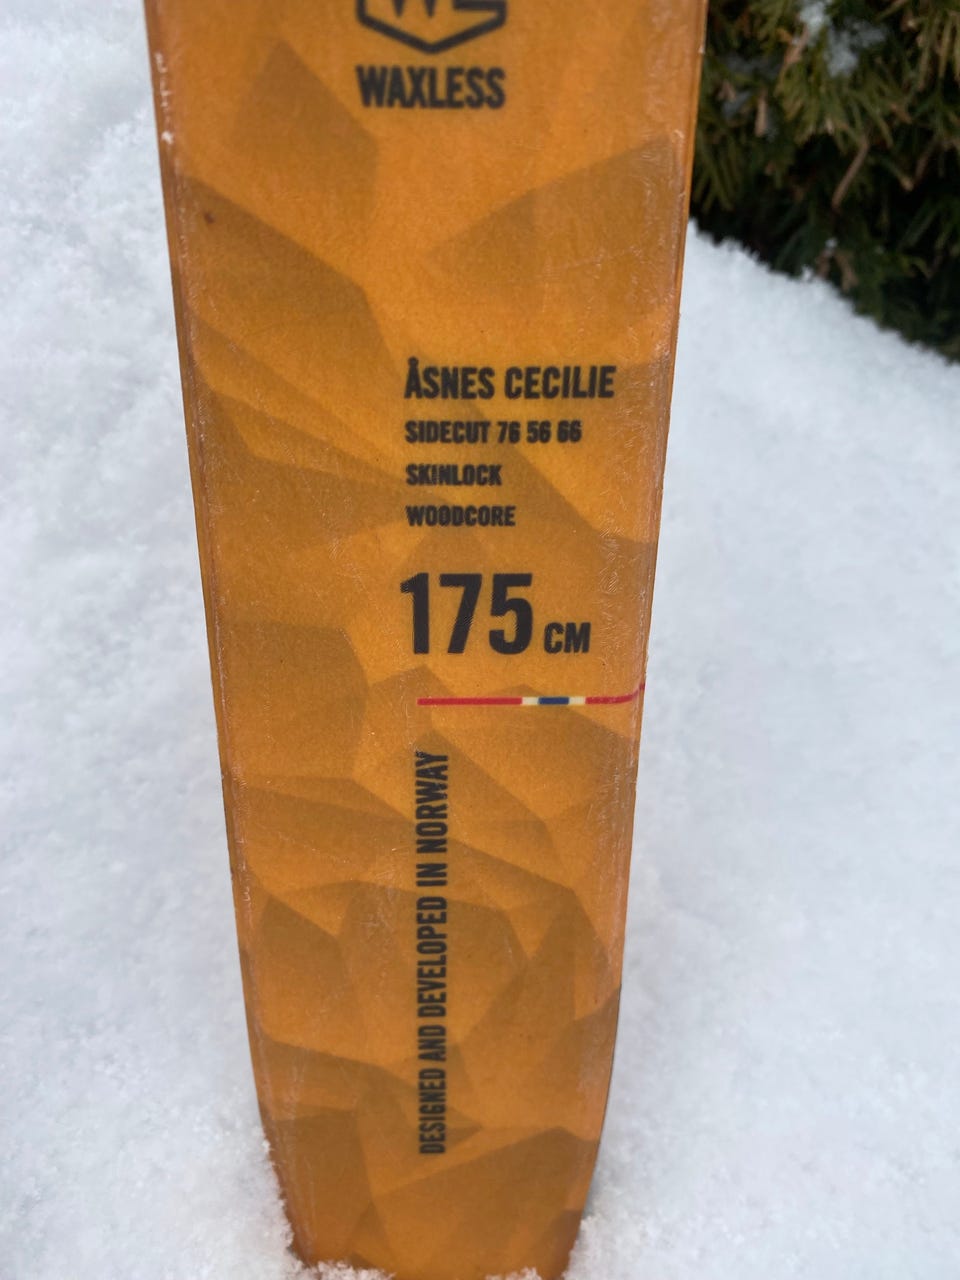 WAXLESS
ÅSNES CECILIE
SIDECUT 76 56 66
SKINLOCK
WOODCORE
175 CM
DESIGNED AND DEVELOPED IN NORWAY